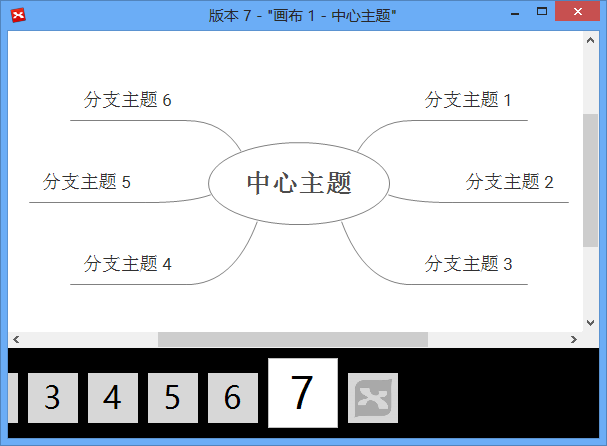 版本 7 - "画布 1 - 中心主题"
分支主题 6
分支主题 1
中心主题
分支主题 5
分支主题 2
分支主题 4
分支主题 3
3 4 5 6 7